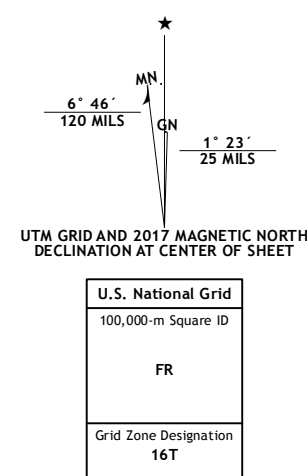 MN.
6° 46´
120 MILS
GN
1° 23´
25 MILS
UTM GRID AND 2017 MAGNETIC NORTH
DECLINATION AT CENTER OF SHEET
U.S. National Grid
100,000-m Square ID
FR
Grid Zone Designation
16T